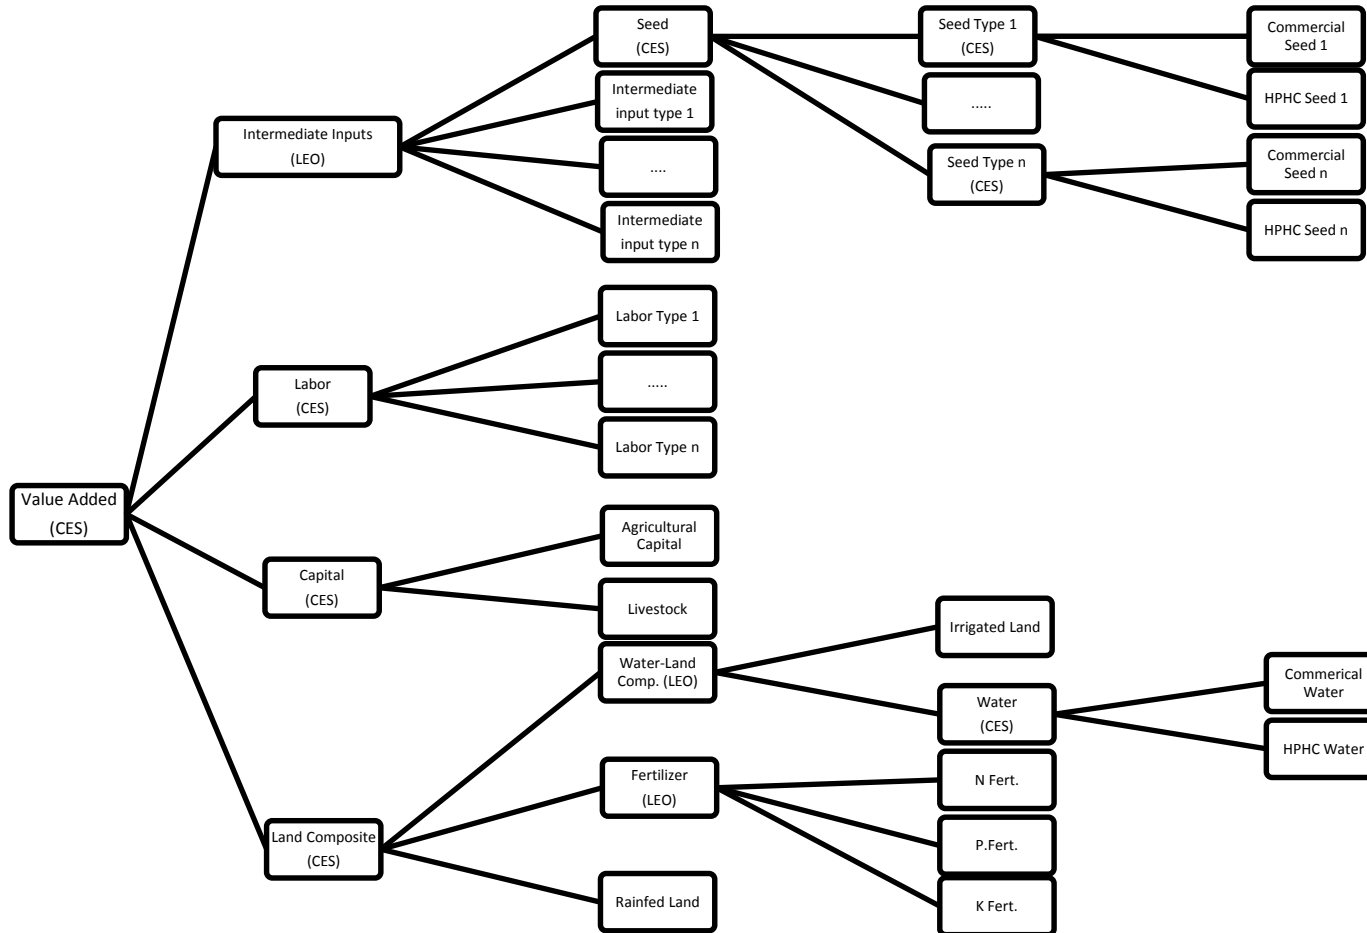 Seed
(CES)
Seed Type 1
(CES)
Commercial
Seed 1
Intermediate
input type 1
.....
HPHC Seed 1
Intermediate Inputs
(LEO)
....
Seed Type n
(CES)
Commercial
Seed n
Intermediate
input type n
HPHC Seed n
Labor Type 1
Labor
(CES)
.....
Labor Type n
Value Added
(CES)
Agricultural
Capital
Capital
(CES)
Livestock
Irrigated Land
Water-Land
Comp. (LEO)
Commerical
Water
Water
(CES)
HPHC Water
Fertilizer
(LEO)
N Fert.
Land Composite
(CES)
P.Fert.
Rainfed Land
K Fert.